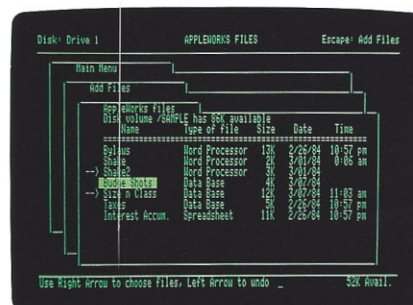 Disk: Drive 1 APPLEWORKS FILES Escape: Add Files
Main Menu
Add Files
AppleWorks files
Disk volume /SAMPLE has 86K available
Name Type of file Size Date Time
Bylaws Word Processor 13K 2/26/84 10:57 pm
Shake Word Processor 2K 3/01/84 0:06 am
--> Shake2 Word Processor 3K 3/01/84
Budge Shots Data Base 4K 3/07/84
--> Size n Class Data Base 12K 3/07/84 11:03 am
Taxes Data Base 5K 2/26/84 10:57 pm
Interest Accum. Spreadsheet 11K 2/26/84 10:57 pm
Use Right Arrow to choose files, Left Arrow to undo _ 52K Avail.